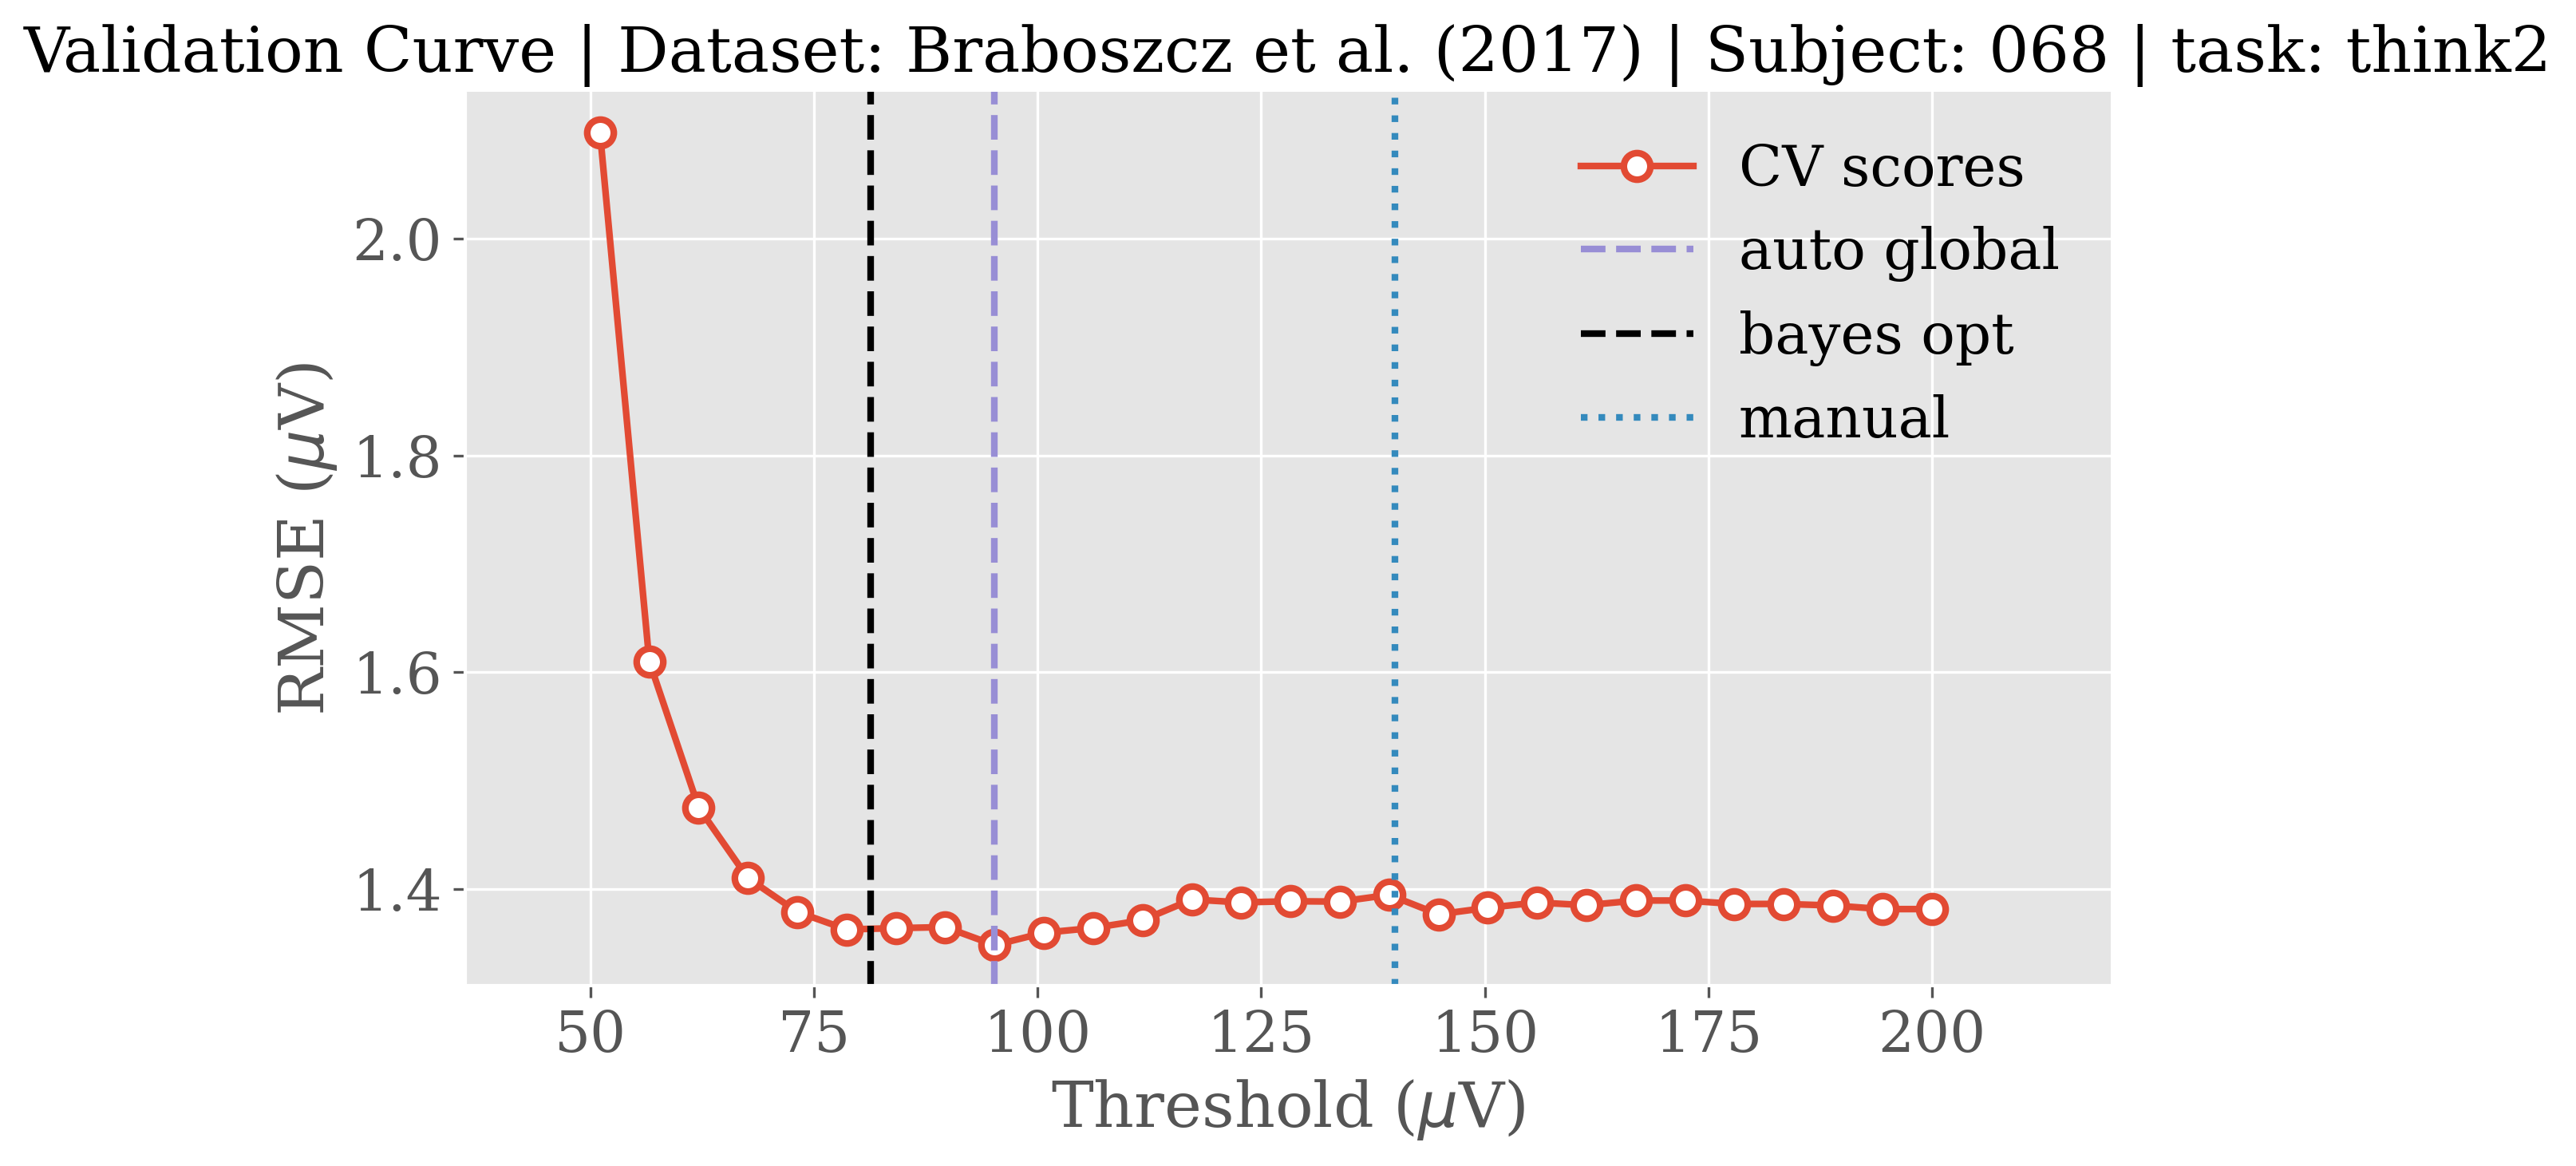 Validation Curve | Dataset: Braboszcz et al. (2017) | Subject: 068 | task: think2
CV scores
auto global
bayes opt
manual
RMSE (μV)
2.0
1.8
1.6
1.4
50 75 100 125 150 175 200
Threshold (μV)